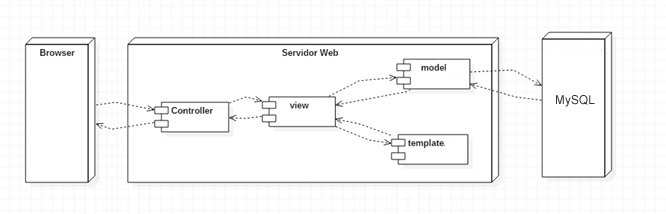 Browser
Servidor Web
Controller
view
model
template
MySQL